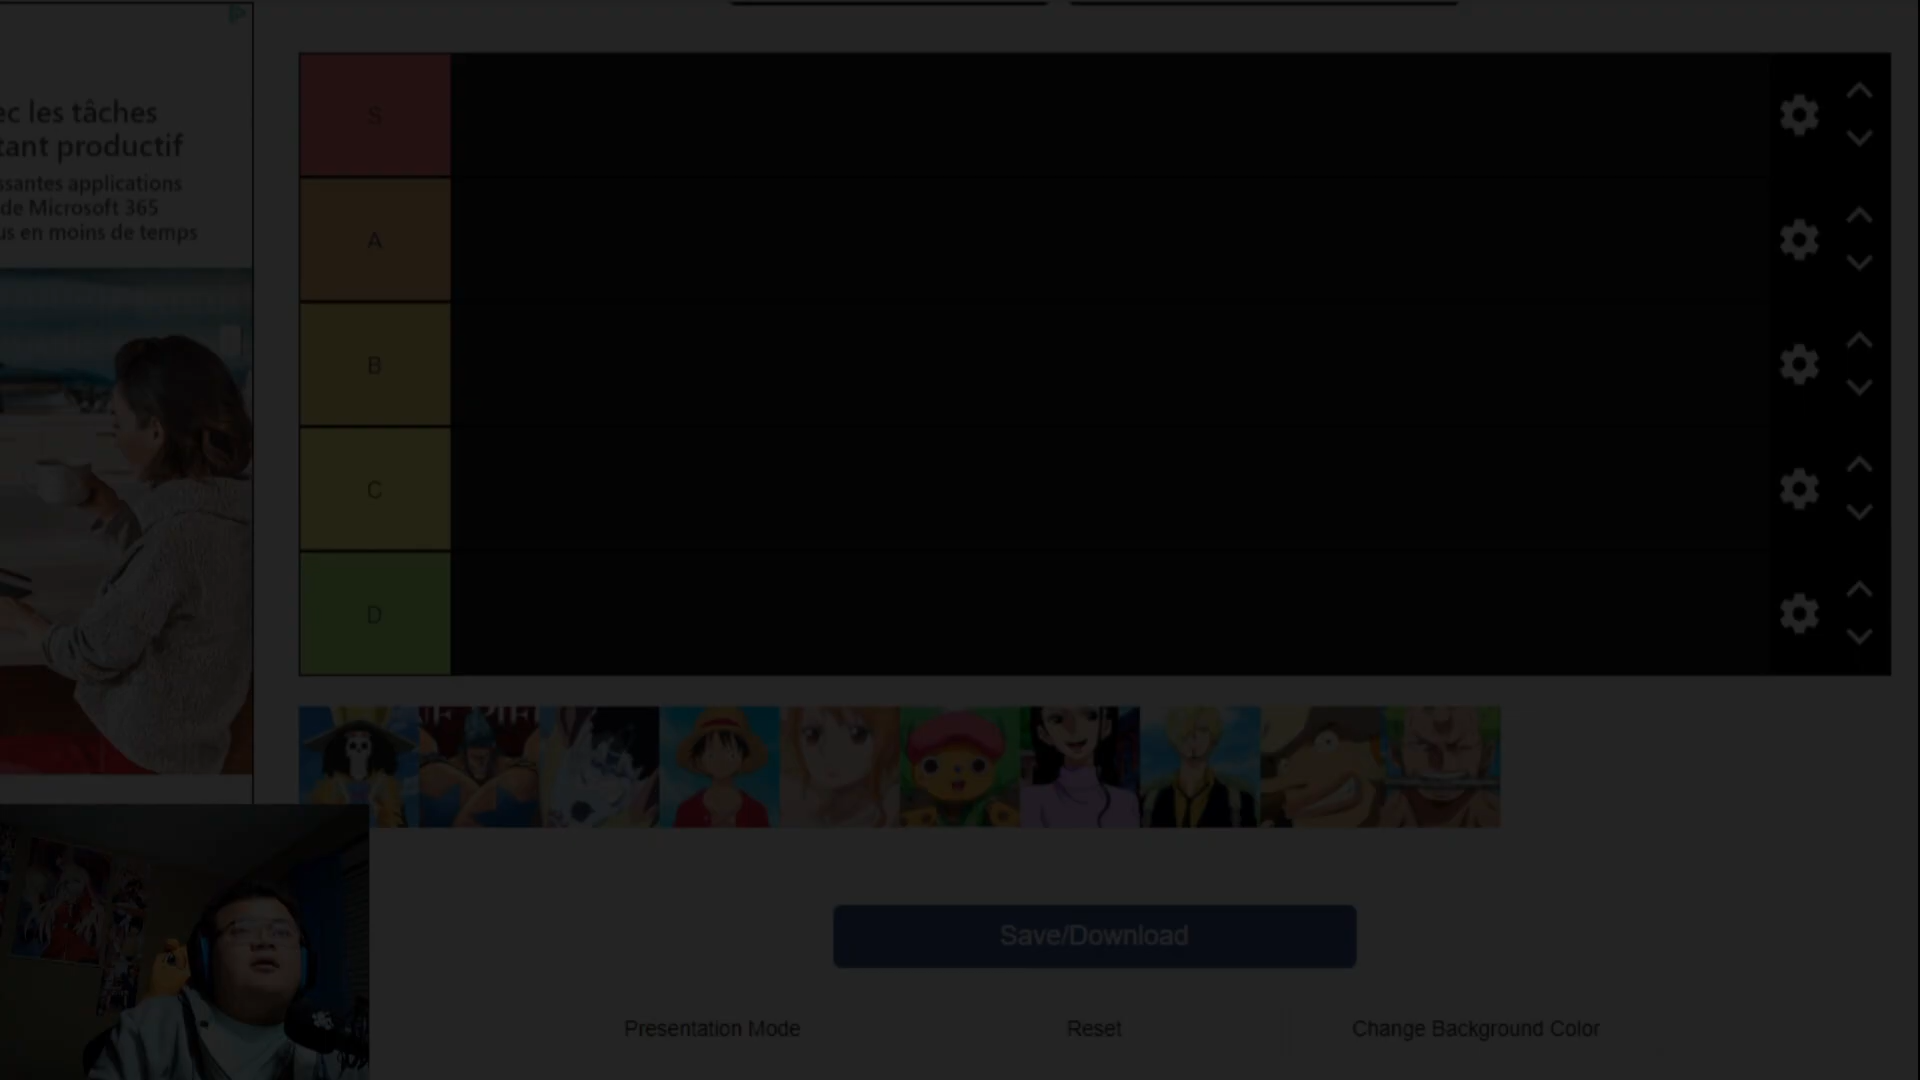 ec les tâches
tant productif
ssantes applications
de Microsoft 365
us en moins de temps
S
A
B
C
D
Save/Download
Presentation Mode
Reset
Change Background Color